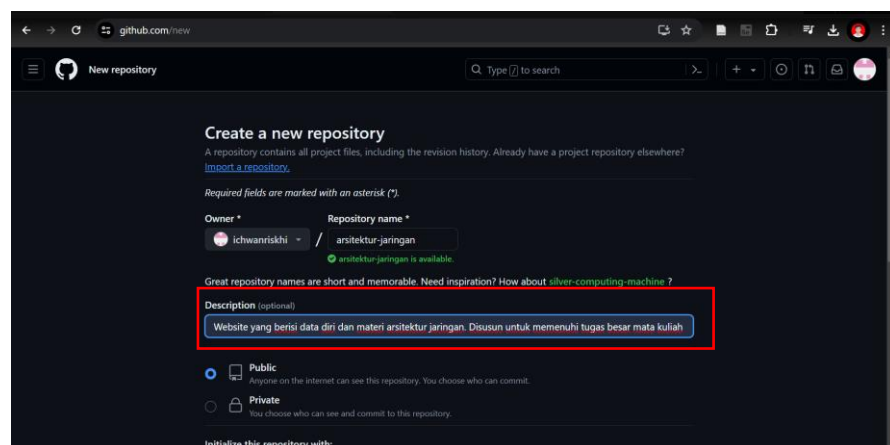 github.com/new
New repository
Type / to search
Create a new repository
A repository contains all project files, including the revision history. Already have a project repository elsewhere?
Import a repository.
Required fields are marked with an asterisk (*).
Owner * Repository name *
ichwanriskhi / arsitektur-jaringan
arsitektur-jaringan is available.
Great repository names are short and memorable. Need inspiration? How about silver-computing-machine ?
Description (optional)
Website yang berisi data diri dan materi arsitektur jaringan. Disusun untuk memenuhi tugas besar mata kuliah
Public
Anyone on the internet can see this repository. You choose who can commit.
Private
You choose who can see and commit to this repository.
Initialize this repository with: